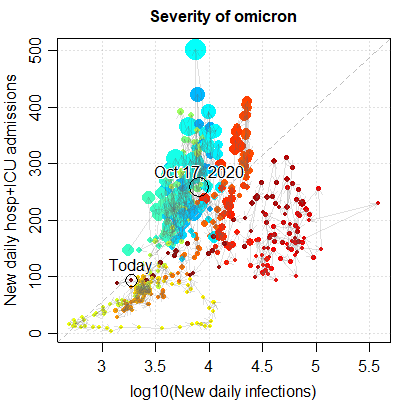 Severity of omicron
New daily hosp+ICU admissions
500
400
300
200
100
0
Oct 17, 2020
Today
3
3.5
4
4.5
5
5.5
log10(New daily infections)